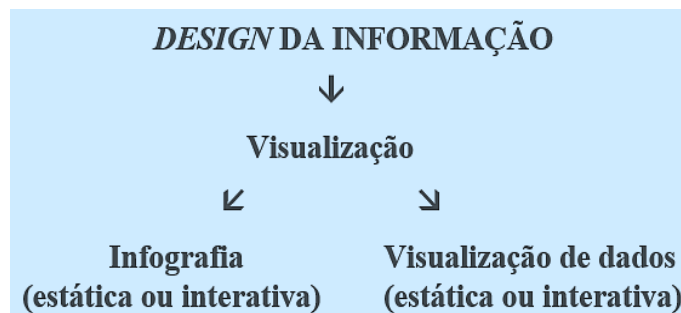 DESIGN DA INFORMAÇÃO
Visualização
Infografia Visualização de dados
(estática ou interativa) (estática ou interativa)